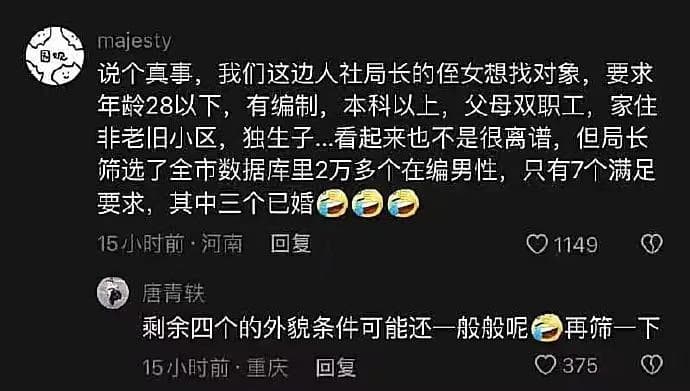 majesty
说个真事，我们这边人社局长的侄女想找对象，要求
年龄28以下，有编制，本科以上，父母双职工，家住
非老旧小区，独生子...看起来也不是很离谱，但局长
筛选了全市数据库里2万多个在编男性，只有7个满足
要求，其中三个已婚🤣🤣🤣
15小时前·河南 回复 1149
唐青轶
剩余四个的外貌条件可能还一般般呢🤣再筛一下
15小时前·重庆 回复 375